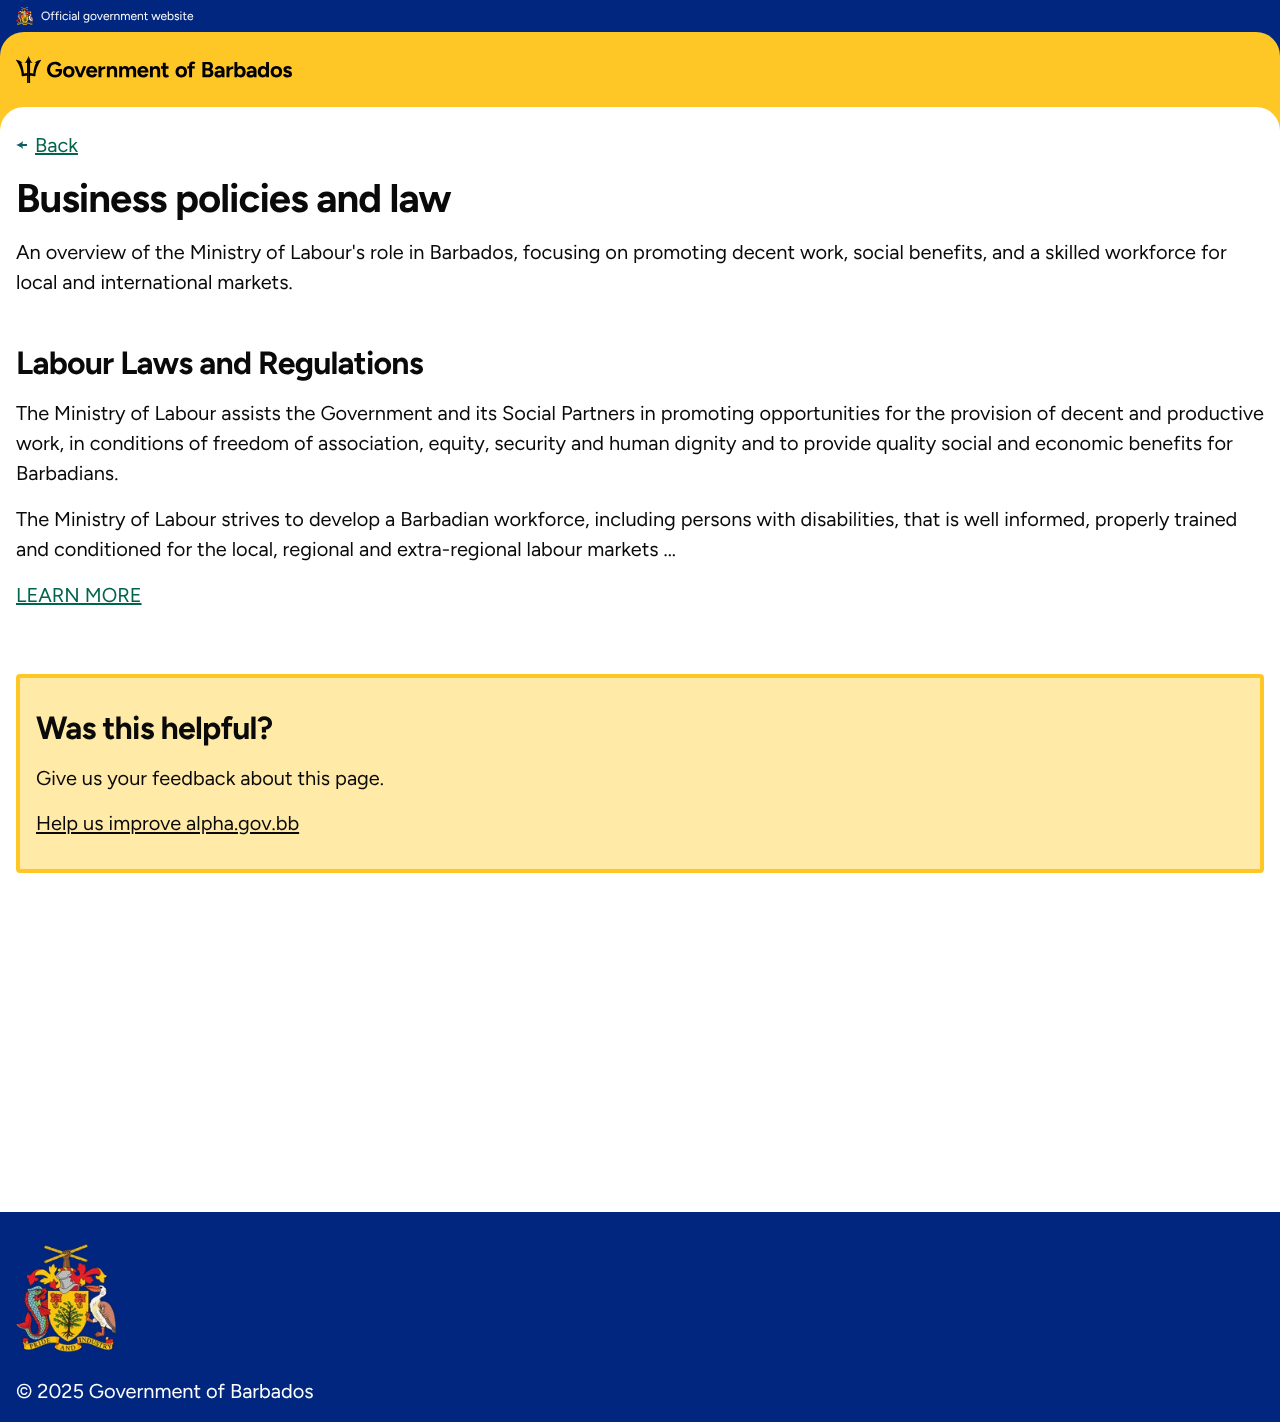 Official government website
Government of Barbados
Back
Business policies and law
An overview of the Ministry of Labour's role in Barbados, focusing on promoting decent work, social benefits, and a skilled workforce for
local and international markets.
Labour Laws and Regulations
The Ministry of Labour assists the Government and its Social Partners in promoting opportunities for the provision of decent and productive
work, in conditions of freedom of association, equity, security and human dignity and to provide quality social and economic benefits for
Barbadians.
The Ministry of Labour strives to develop a Barbadian workforce, including persons with disabilities, that is well informed, properly trained
and conditioned for the local, regional and extra-regional labour markets ...
LEARN MORE
Was this helpful?
Give us your feedback about this page.
Help us improve alpha.gov.bb
PRIDE AND INDUSTRY
© 2025 Government of Barbados